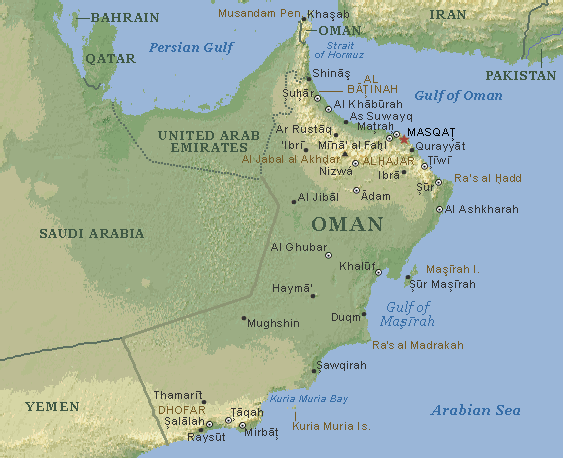 BAHRAIN
Musandam Pen.
Khaşab
IRAN
OMAN
Persian Gulf
Strait
of Hormuz
QATAR
PAKISTAN
Shināş
AL
BĀŢINAH
Şuḩār
Gulf of Oman
Al Khābūrah
As Suwayq
UNITED ARAB
EMIRATES
Ar Rustāq
Maţrah
MASQAŢ
'Ibrī
Mīnā' al Faḩl
Qurayyāt
Al Jabal al Akhḑar
ALḨAJAR
Ţīwī
Nizwá
Ibrā
Ra's al Ḩadd
Şūr
Ādam
Al Jibāl
Al Ashkharah
OMAN
SAUDI ARABIA
Al Ghubar
Khalūf
Maşīrah I.
Şūr Maşīrah
Haymā'
Gulf of
Maşīrah
Mughshin
Duqm
Ra's al Madrakah
Şawqirah
Thamarīt
Kuria Muria Bay
YEMEN
DHOFAR
Ţāqah
Arabian Sea
Şalālah
Kuria Muria Is.
Raysūt
Mirbāţ